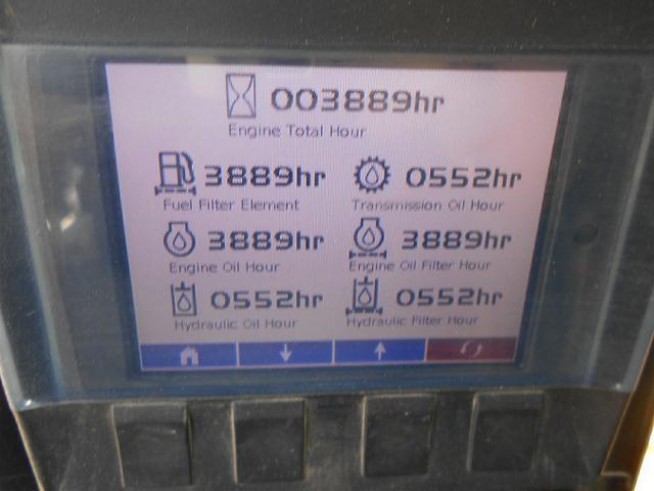 003889hr
Engine Total Hour
3889hr
0552hr
Fuel Filter Element
Transmission Oil Hour
3889hr
3889hr
Engine Oil Hour
Engine Oil Filter Hour
0552hr
0552hr
Hydraulic Oil Hour
Hydraulic Filter Hour